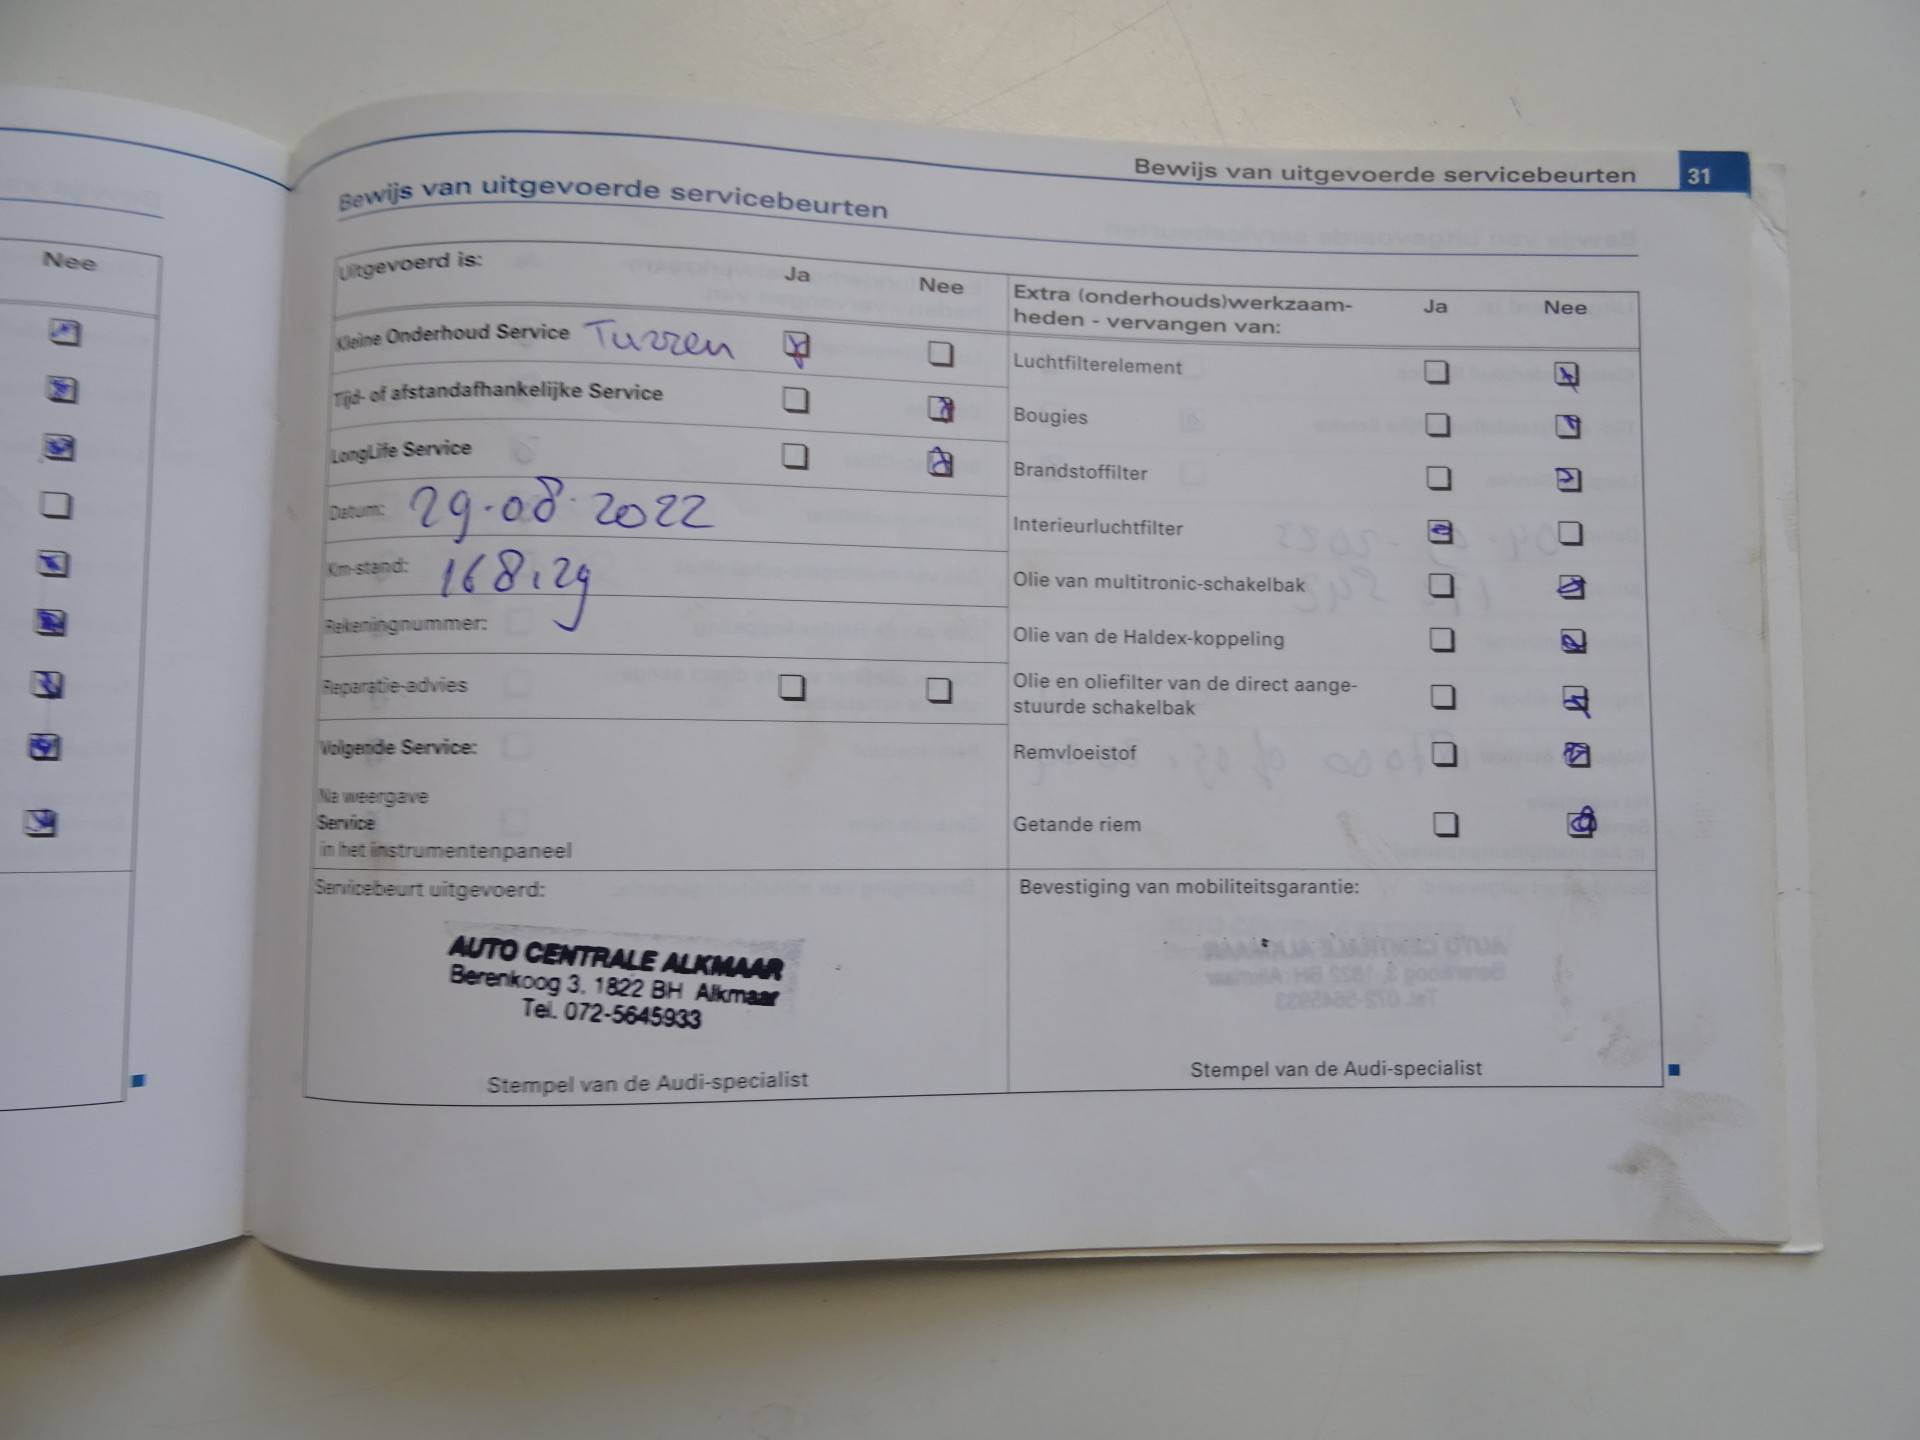 Nee
Bewijs van uitgevoerde servicebeurten 31
Bewijs van uitgevoerde servicebeurten
Uitgevoerd is: Ja Nee
Kleine Onderhoud Service Tussen
Tijd- of afstandafhankelijke Service
LongLife Service
Datum: 29-08-2022
Km-stand: 168.29
Rekeningnummer:
Reparatie-advies
Volgende Service:
Na weergave
Service
in het instrumentenpaneel
Servicebeurt uitgevoerd:
AUTO CENTRALE ALKMAAR
Berenkoog 3, 1822 BH Alkmaar
Tel. 072-5645933
Stempel van de Audi-specialist
Extra (onderhouds)werkzaam- Ja Nee
heden - vervangen van:
Luchtfilterelement
Bougies
Brandstoffilter
Interieurluchtfilter
Olie van multitronic-schakelbak
Olie van de Haldex-koppeling
Olie en oliefilter van de direct aange-
stuurde schakelbak
Remvloeistof
Getande riem
Bevestiging van mobiliteitsgarantie:
Stempel van de Audi-specialist